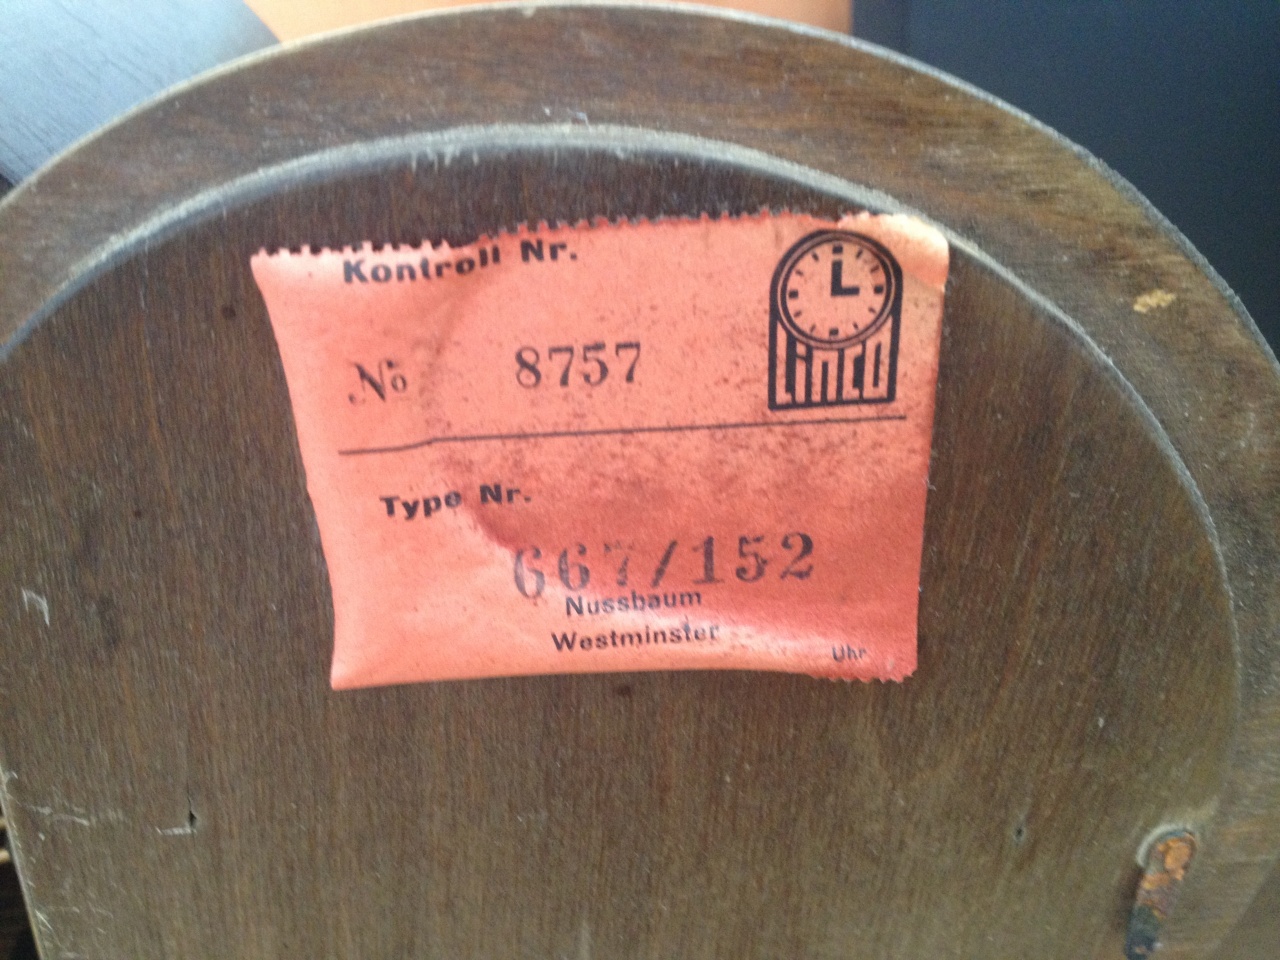 Kontroll Nr.
L
Linco
No 8757
Type Nr.
667/152
Nussbaum
Westminster
Uhr